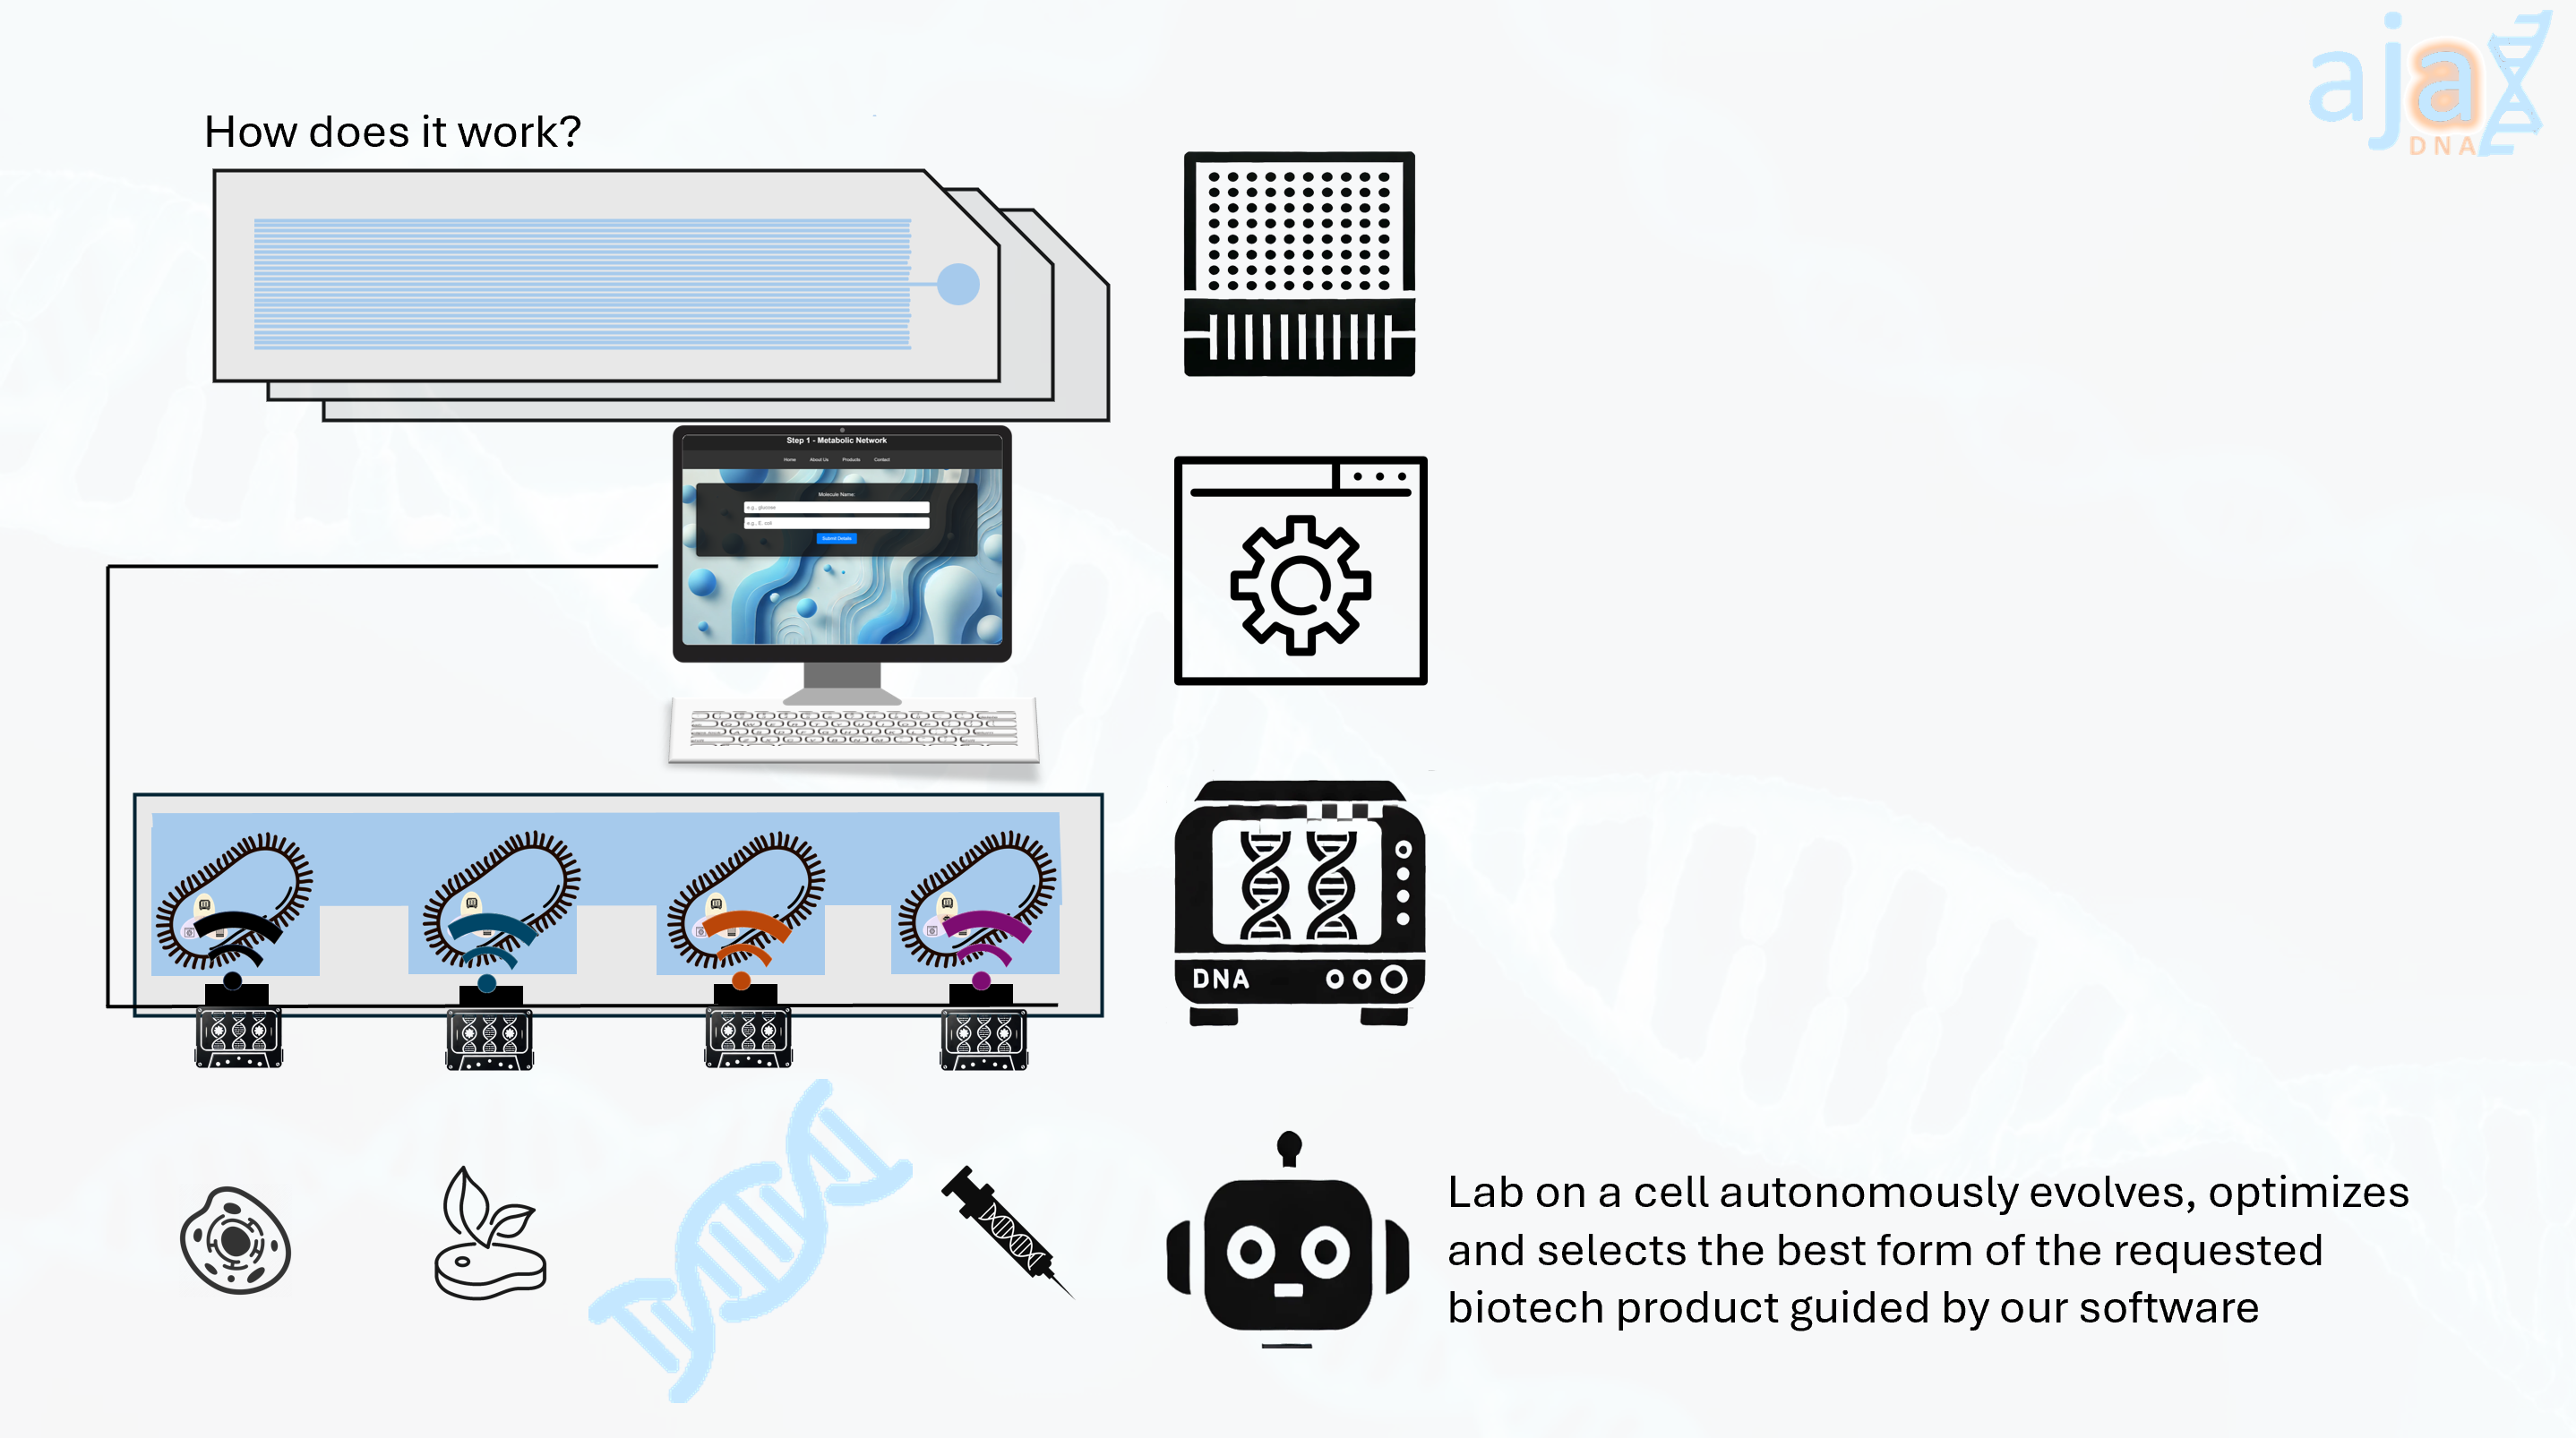 ajax
DNA
How does it work?
Step 1 - Metabolic Network
Home About Us Products Contact
Molecule Name:
e.g., glucose
e.g., E. coli
Submit Details
DNA
Lab on a cell autonomously evolves, optimizes
and selects the best form of the requested
biotech product guided by our software